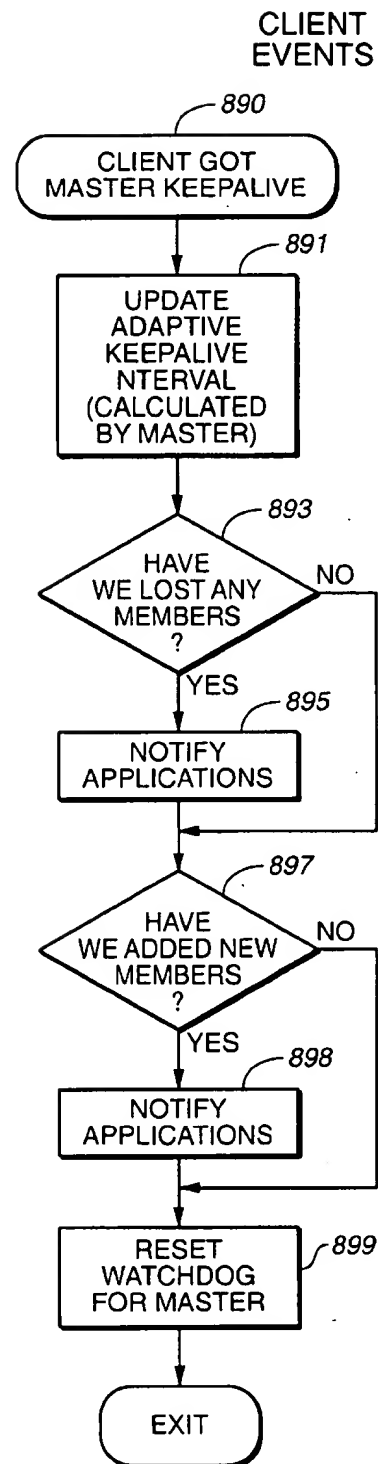 CLIENT
EVENTS
890
CLIENT GOT
MASTER KEEPALIVE
891
UPDATE
ADAPTIVE
KEEPALIVE
NTERVAL
(CALCULATED
BY MASTER)
893
HAVE
WE LOST ANY
MEMBERS
?
NO
YES
895
NOTIFY
APPLICATIONS
897
HAVE
WE ADDED NEW
MEMBERS
?
NO
YES
898
NOTIFY
APPLICATIONS
RESET
WATCHDOG
FOR MASTER
899
EXIT